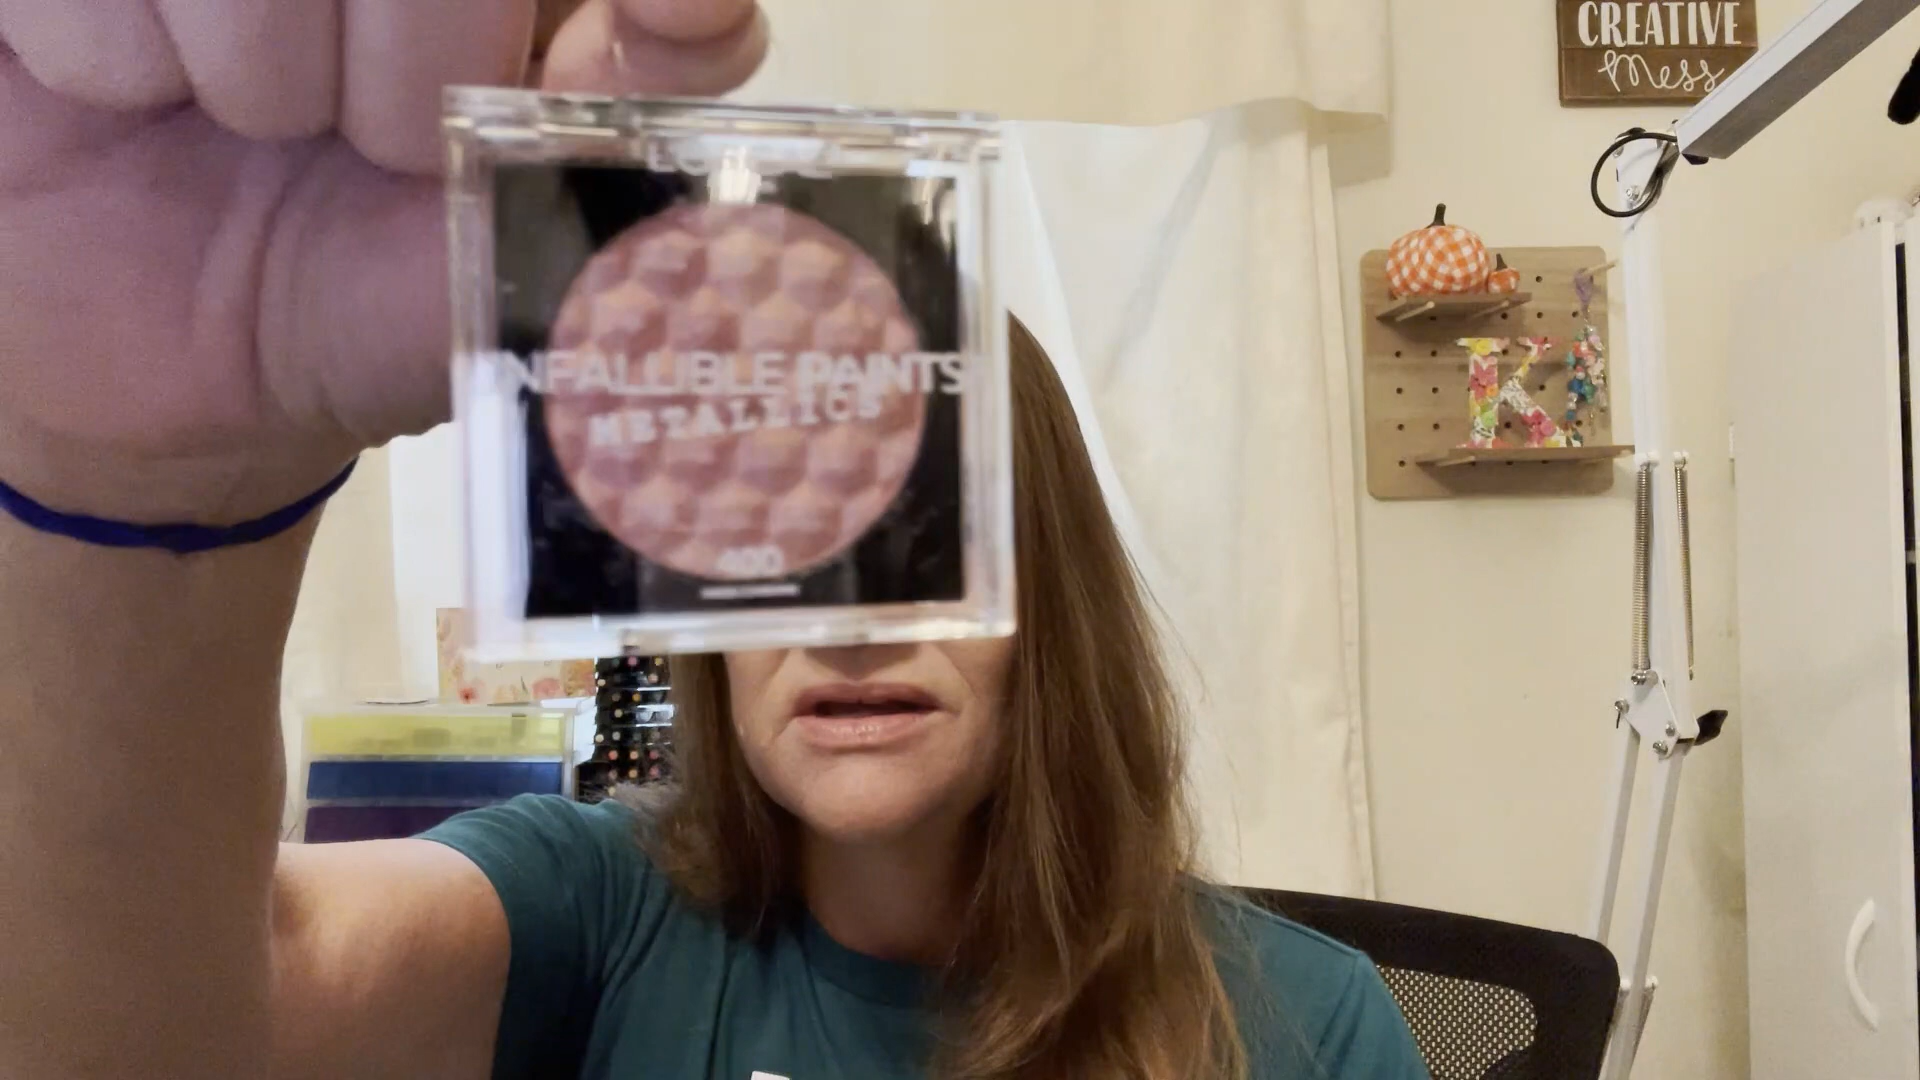 CREATIVE
Mess
INFALLIBLE PAINTS
METALLICS
400
K